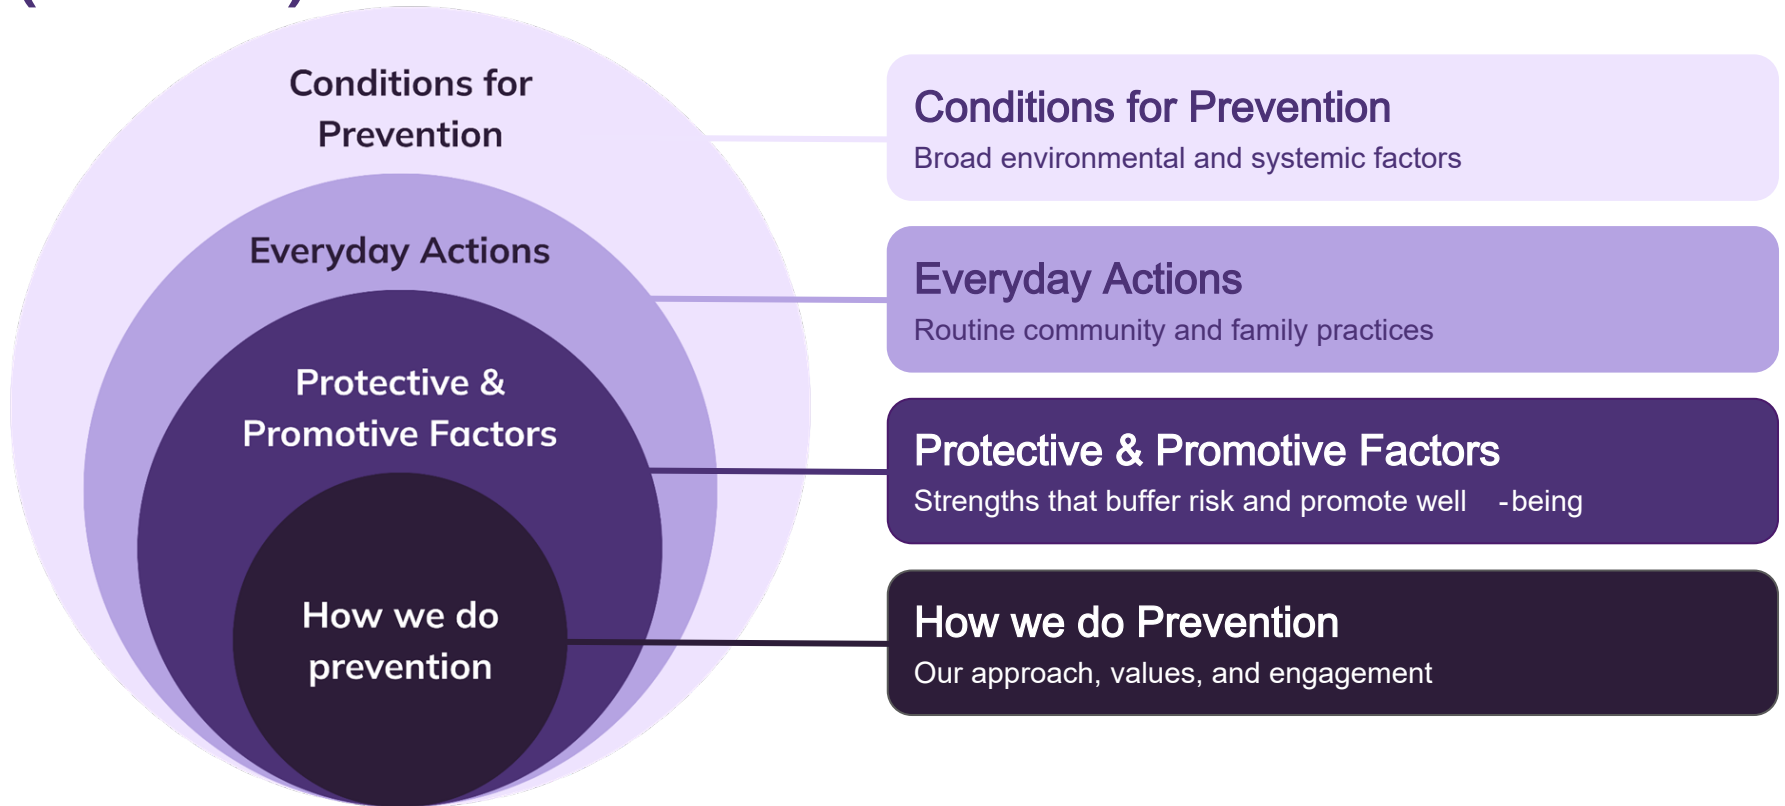 Conditions for
Prevention
Everyday Actions
Protective &
Promotive Factors
How we do
prevention
Conditions for Prevention
Broad environmental and systemic factors
Everyday Actions
Routine community and family practices
Protective & Promotive Factors
Strengths that buffer risk and promote well -being
How we do Prevention
Our approach, values, and engagement